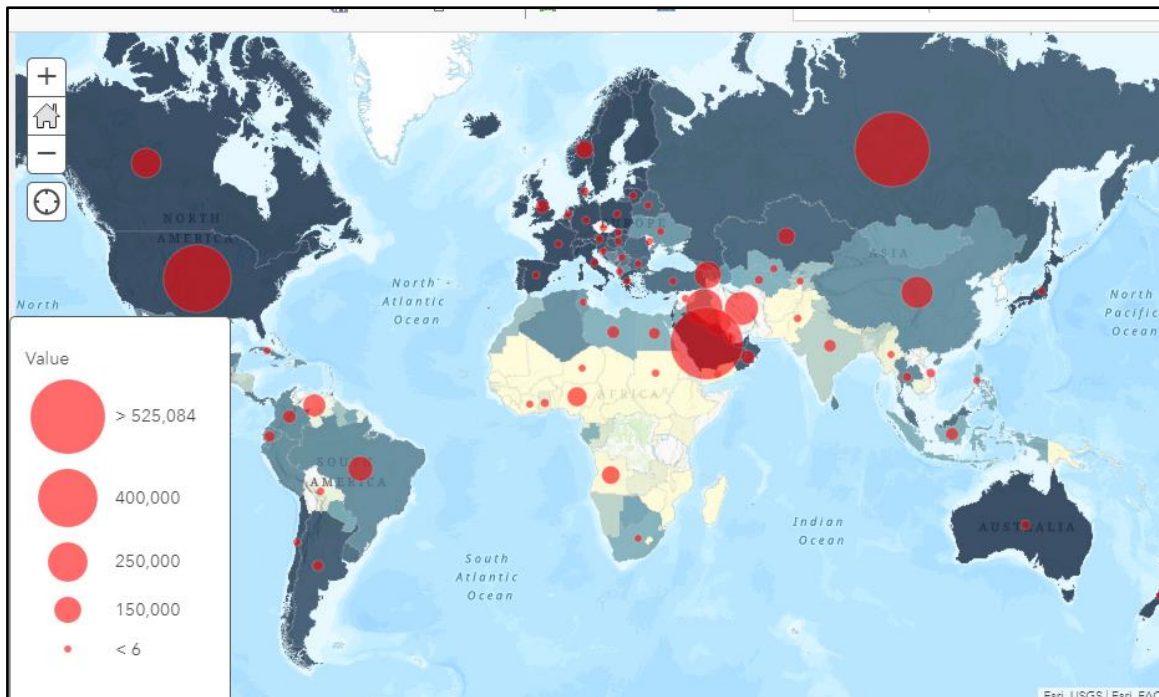 +
−
NORTH
AMERICA
North
North
Atlantic
Ocean
EUROPE
ASIA
North
Pacific
Ocean
AFRICA
SOUTH
AMERICA
Indian
Ocean
AUSTRALIA
South
Atlantic
Ocean
Value
> 525,084
400,000
250,000
150,000
< 6
Esri, USGS | Esri, FAO